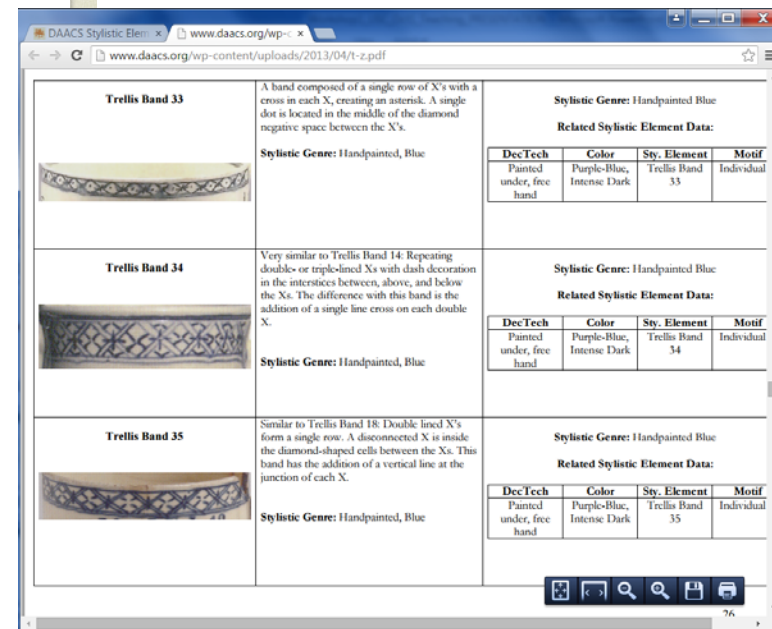 DAACS Stylistic Elem
www.daacs.org/wp-c
www.daacs.org/wp-content/uploads/2013/04/t-z.pdf
Trellis Band 33
A band composed of a single row of X's with a
cross in each X, creating an asterisk. A single
dot is located in the middle of the diamond
negative space between the X's.
Stylistic Genre: Handpainted, Blue
Stylistic Genre: Handpainted Blue
Related Stylistic Element Data:
DecTech Color Sty. Element Motif
Painted Purple-Blue, Trellis Band Individual
under, free Intense Dark 33
hand
Trellis Band 34
Very similar to Trellis Band 14: Repeating
double- or triple-lined Xs with dash decoration
in the interstices between, above, and below
the Xs. The difference with this band is the
addition of a single line cross on each double
X.
Stylistic Genre: Handpainted, Blue
Stylistic Genre: Handpainted Blue
Related Stylistic Element Data:
DecTech Color Sty. Element Motif
Painted Purple-Blue, Trellis Band Individual
under, free Intense Dark 34
hand
Trellis Band 35
Similar to Trellis Band 18: Double lined X's
form a single row. A disconnected X is inside
the diamond-shaped cells between the Xs. This
band has the addition of a vertical line at the
junction of each X.
Stylistic Genre: Handpainted, Blue
Stylistic Genre: Handpainted Blue
Related Stylistic Element Data:
DecTech Color Sty. Element Motif
Painted Purple-Blue, Trellis Band Individual
under, free Intense Dark 35
hand
26